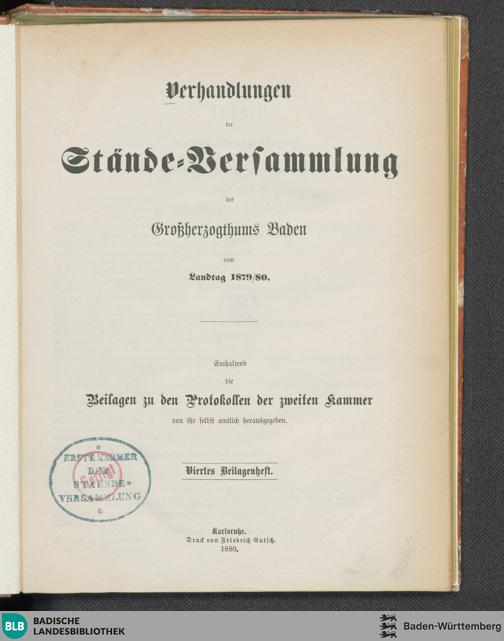 Verhandlungen
der
Stände-Versammlung
des
Großherzogthums Baden
vom
Landtag 1879/80.
Enthaltend
die
Beilagen zu den Protokollen der zweiten Kammer
von ihr selbst amtlich herausgegeben.
Viertes Beilagenheft.
ERSTE KAMMER
DER
STAENDE=
VERSAMMLUNG
Karlsruhe.
Druck von Friedrich Gutsch.
1880.
BLB
BADISCHE
LANDESBIBLIOTHEK
Baden-Württemberg